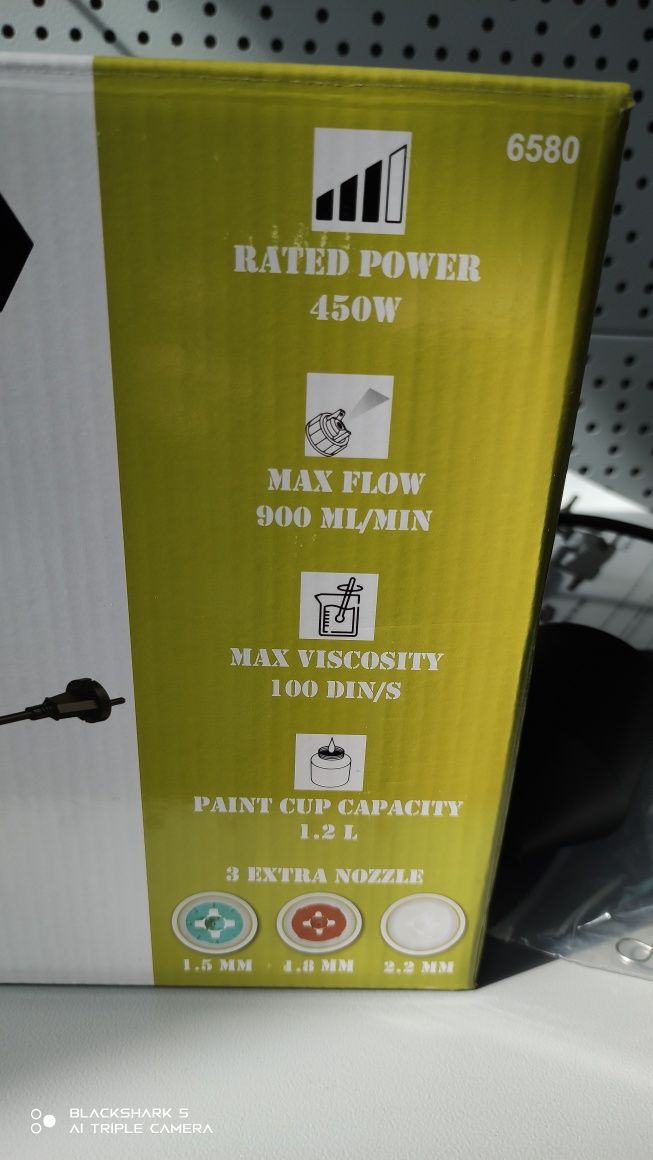 6580
RATED POWER
450W
MAX FLOW
900 ML/MIN
MAX VISCOSITY
100 DIN/S
PAINT CUP CAPACITY
1.2 L
3 EXTRA NOZZLE
1.5 MM 1.8 MM 2.2 MM
BLACKSHARK 5
AI TRIPLE CAMERA